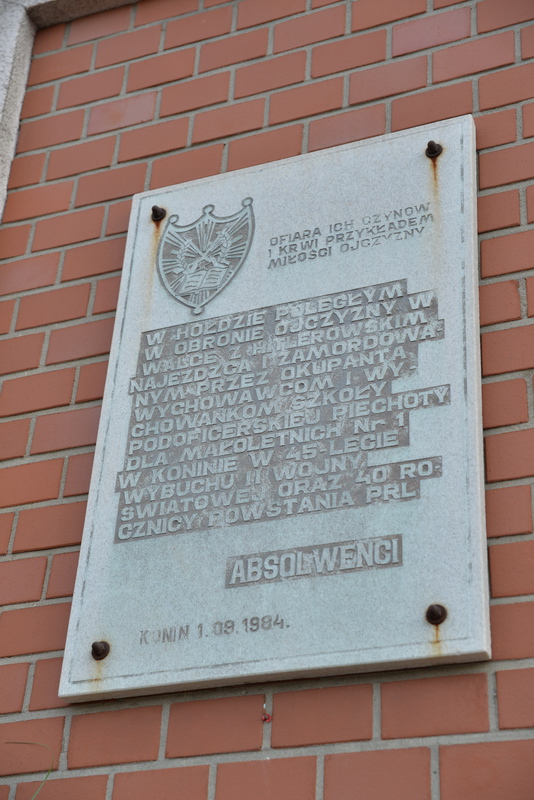 OFIARA ICH CZYNÓW
I KRWI PRZYKŁADEM
MIŁOŚCI OJCZYZNY
W HOŁDZIE POLEGŁYM
W OBRONIE OJCZYZNY W
WALCE Z HITLEROWSKIM
NAJEŹDZCĄ I ZAMORDOWA-
NYM PRZEZ OKUPANTA
WYCHOWAWCOM I WY-
CHOWANKOM SZKOŁY
PODOFICERSKIEJ PIECHOTY
DLA MAŁOLETNICH Nr 1
W KONINIE W 45-LECIE
WYBUCHU II WOJNY
ŚWIATOWEJ ORAZ 40 RO-
CZNICY POWSTANIA PRL
ABSOLWENCI
KONIN 1.09.1984.